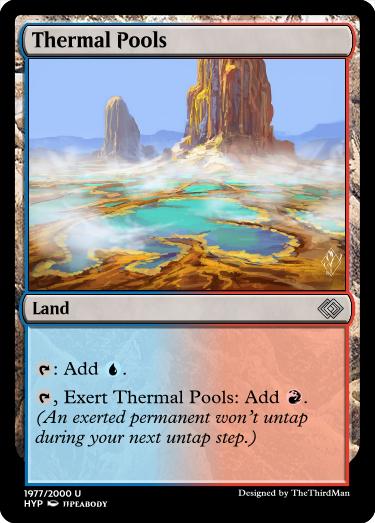 Thermal Pools
Land
: Add .
, Exert Thermal Pools: Add .
(An exerted permanent won't untap
during your next untap step.)
1977/2000 U
HYP
Designed by TheThirdMan